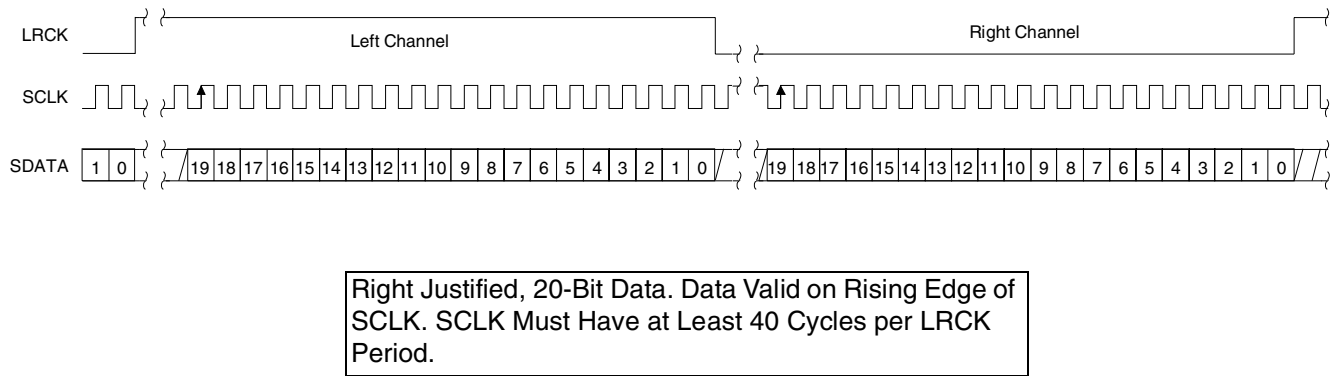 LRCK Left Channel Right Channel
SCLK
SDATA 1 0 19 18 17 16 15 14 13 12 11 10 9 8 7 6 5 4 3 2 1 0 19 18 17 16 15 14 13 12 11 10 9 8 7 6 5 4 3 2 1 0
Right Justified, 20-Bit Data. Data Valid on Rising Edge of
SCLK. SCLK Must Have at Least 40 Cycles per LRCK
Period.